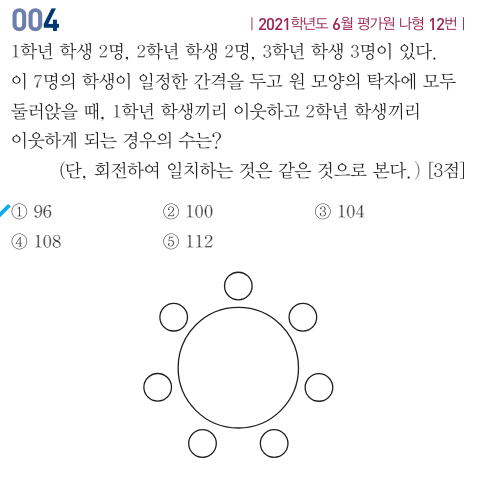 004
| 2021학년도 6월 평가원 나형 12번 |
1학년 학생 2명, 2학년 학생 2명, 3학년 학생 3명이 있다.
이 7명의 학생이 일정한 간격을 두고 원 모양의 탁자에 모두
둘러앉을 때, 1학년 학생끼리 이웃하고 2학년 학생끼리
이웃하게 되는 경우의 수는?
(단, 회전하여 일치하는 것은 같은 것으로 본다.) [3점]
① 96 ② 100 ③ 104
④ 108 ⑤ 112